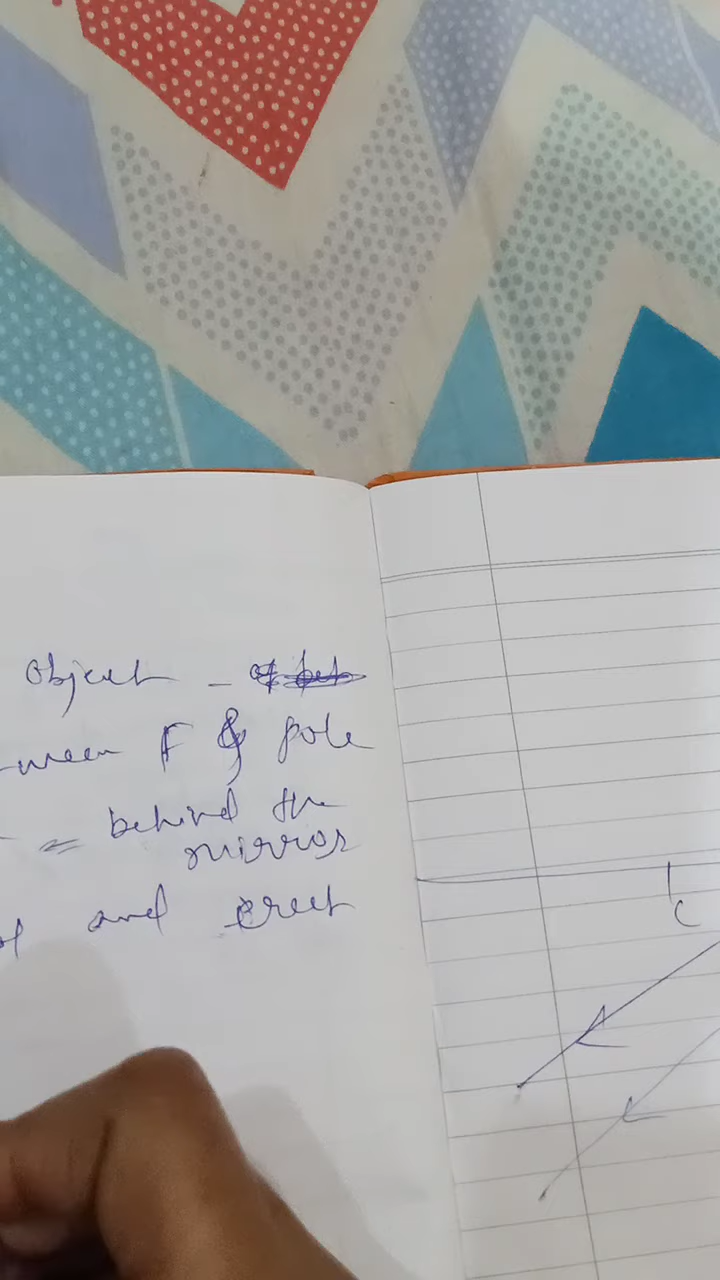 object -
ween F & pole
= behind the
mirror
and erect
C